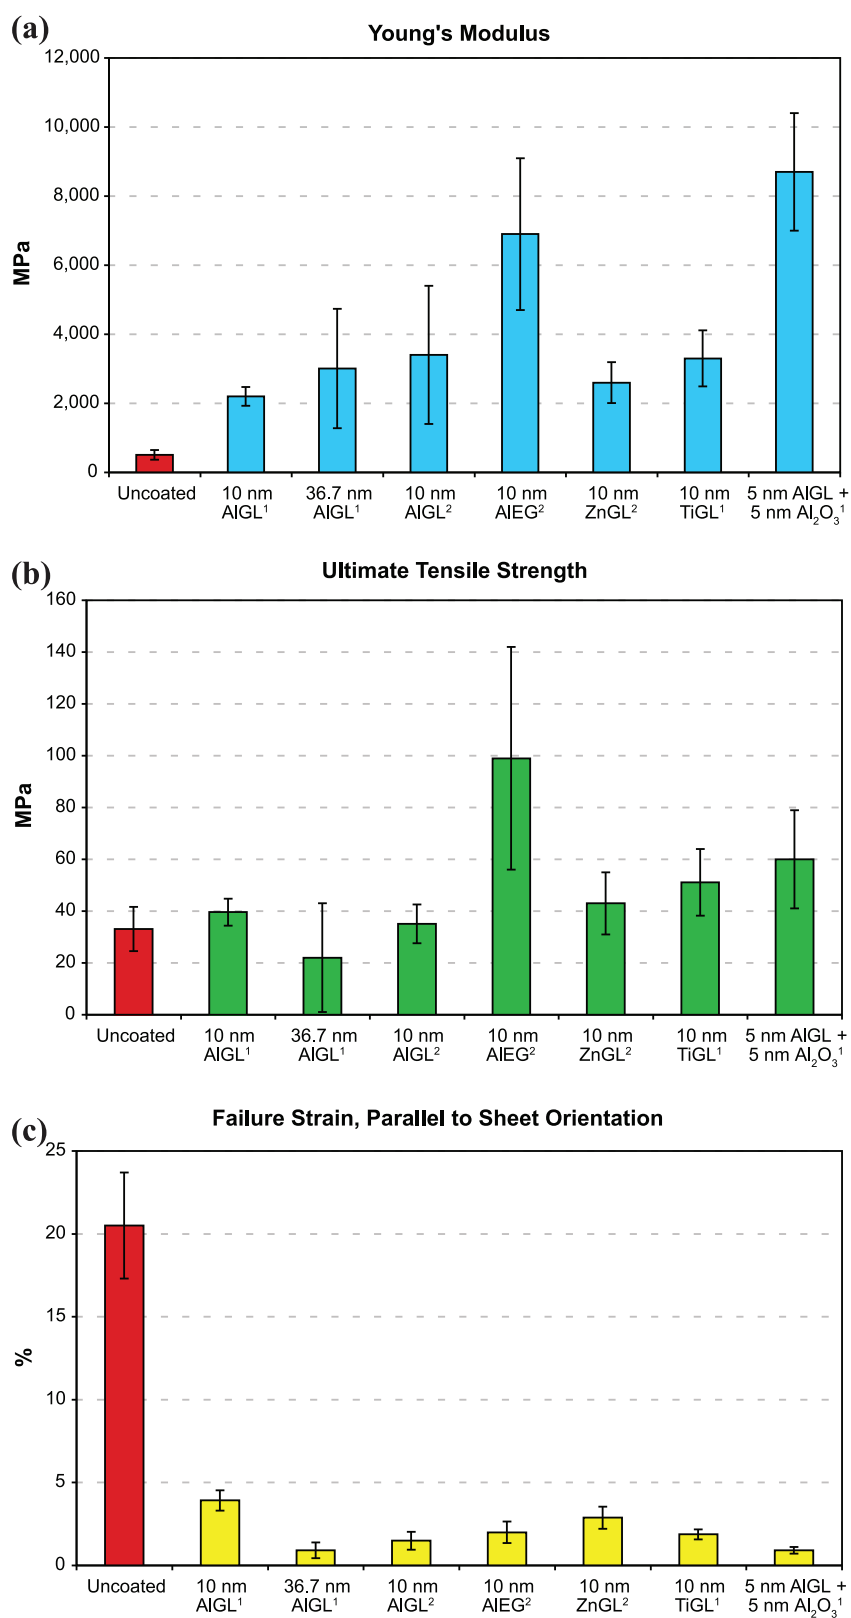 (a)
Young's Modulus
12,000
10,000
8,000
6,000
4,000
2,000
0
MPa
Uncoated
10 nm AlGL¹
36.7 nm AlGL¹
10 nm AlGL²
10 nm AlEG²
10 nm ZnGL²
10 nm TiGL¹
5 nm AlGL + 5 nm Al₂O₃¹
(b)
Ultimate Tensile Strength
160
140
120
100
80
60
40
20
0
MPa
Uncoated
10 nm AlGL¹
36.7 nm AlGL¹
10 nm AlGL²
10 nm AlEG²
10 nm ZnGL²
10 nm TiGL¹
5 nm AlGL + 5 nm Al₂O₃¹
(c)
Failure Strain, Parallel to Sheet Orientation
25
20
15
10
5
0
%
Uncoated
10 nm AlGL¹
36.7 nm AlGL¹
10 nm AlGL²
10 nm AlEG²
10 nm ZnGL²
10 nm TiGL¹
5 nm AlGL + 5 nm Al₂O₃¹